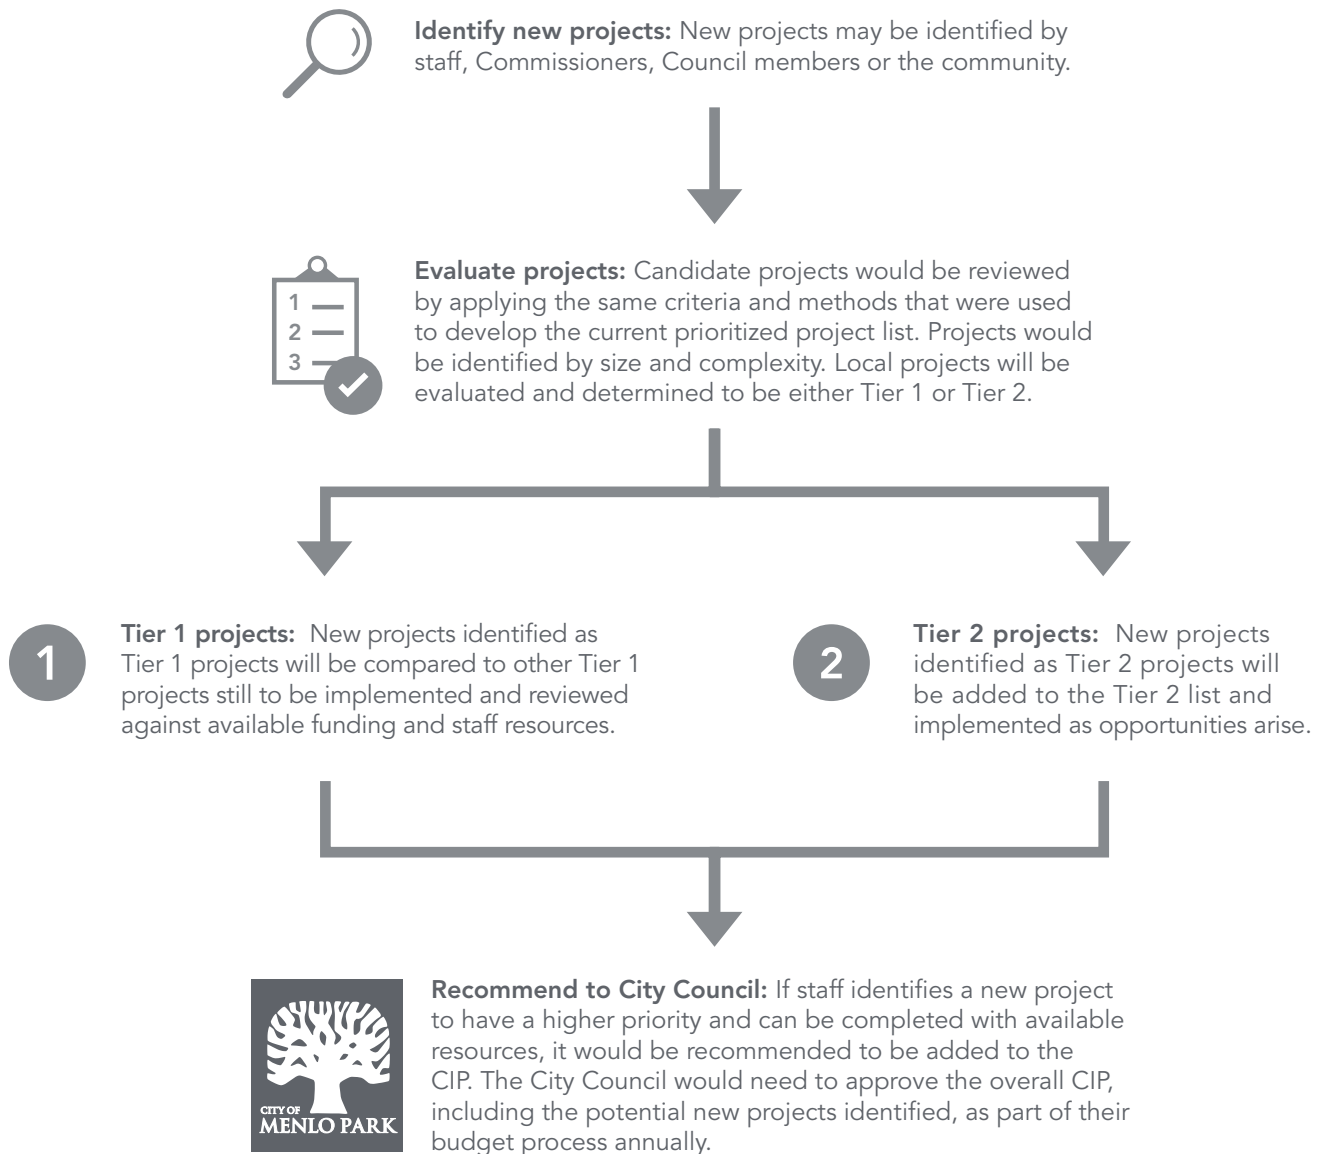 Identify new projects: New projects may be identified by
staff, Commissioners, Council members or the community.
1
2
3
Evaluate projects: Candidate projects would be reviewed
by applying the same criteria and methods that were used
to develop the current prioritized project list. Projects would
be identified by size and complexity. Local projects will be
evaluated and determined to be either Tier 1 or Tier 2.
1
Tier 1 projects: New projects identified as
Tier 1 projects will be compared to other Tier 1
projects still to be implemented and reviewed
against available funding and staff resources.
2
Tier 2 projects: New projects
identified as Tier 2 projects will
be added to the Tier 2 list and
implemented as opportunities arise.
CITY OF
MENLO PARK
Recommend to City Council: If staff identifies a new project
to have a higher priority and can be completed with available
resources, it would be recommended to be added to the
CIP. The City Council would need to approve the overall CIP,
including the potential new projects identified, as part of their
budget process annually.